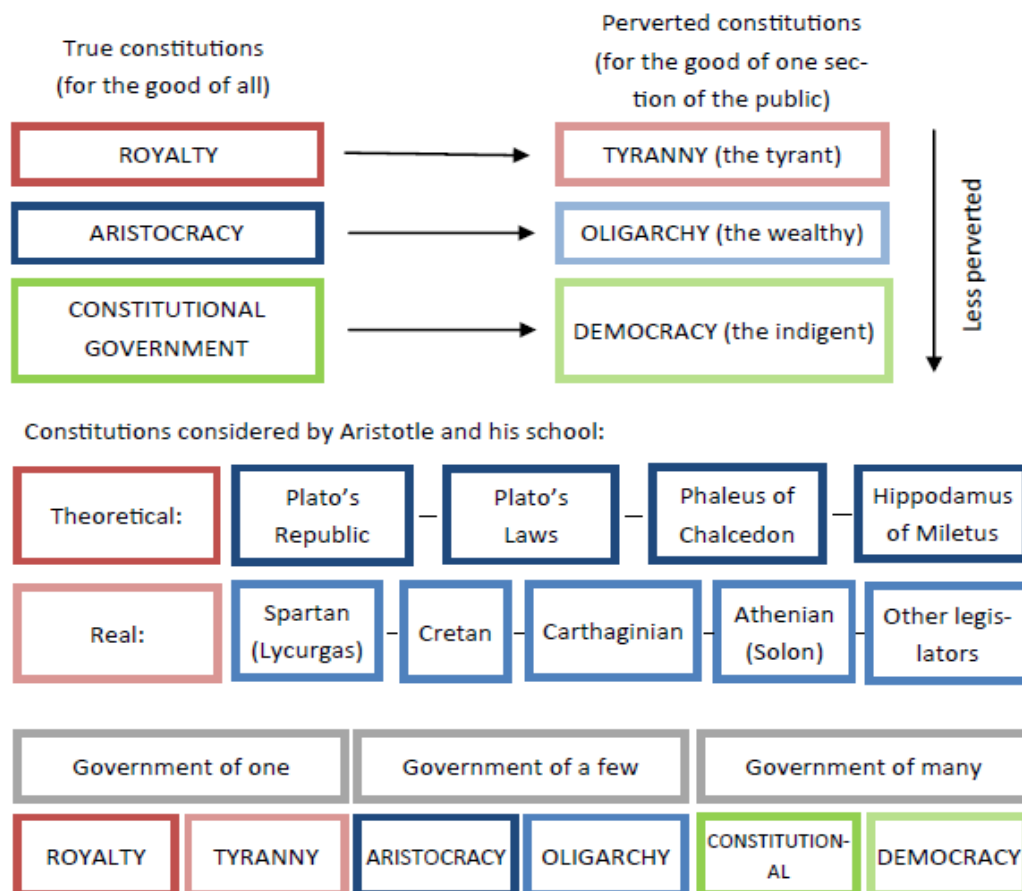 True constitutions
(for the good of all)
Perverted constitutions
(for the good of one sec-
tion of the public)
ROYALTY
TYRANNY (the tyrant)
ARISTOCRACY
OLIGARCHY (the wealthy)
CONSTITUTIONAL
GOVERNMENT
DEMOCRACY (the indigent)
Less perverted
Constitutions considered by Aristotle and his school:
Theoretical:
Plato’s
Republic
Plato’s
Laws
Phaleus of
Chalcedon
Hippodamus
of Miletus
Real:
Spartan
(Lycurgas)
Cretan
Carthaginian
Athenian
(Solon)
Other legis-
lators
Government of one
Government of a few
Government of many
ROYALTY
TYRANNY
ARISTOCRACY
OLIGARCHY
CONSTITUTION-
AL
DEMOCRACY